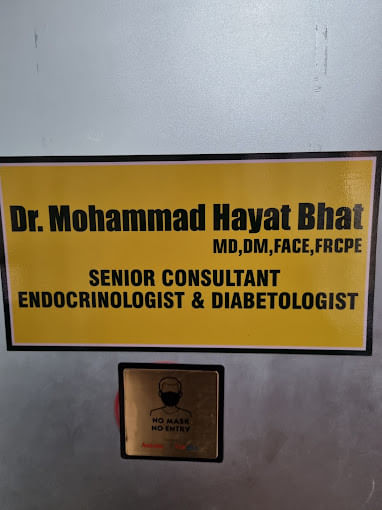 Dr. Mohammad Hayat Bhat
MD,DM,FACE,FRCPE
SENIOR CONSULTANT
ENDOCRINOLOGIST & DIABETOLOGIST
NO MASK
NO ENTRY